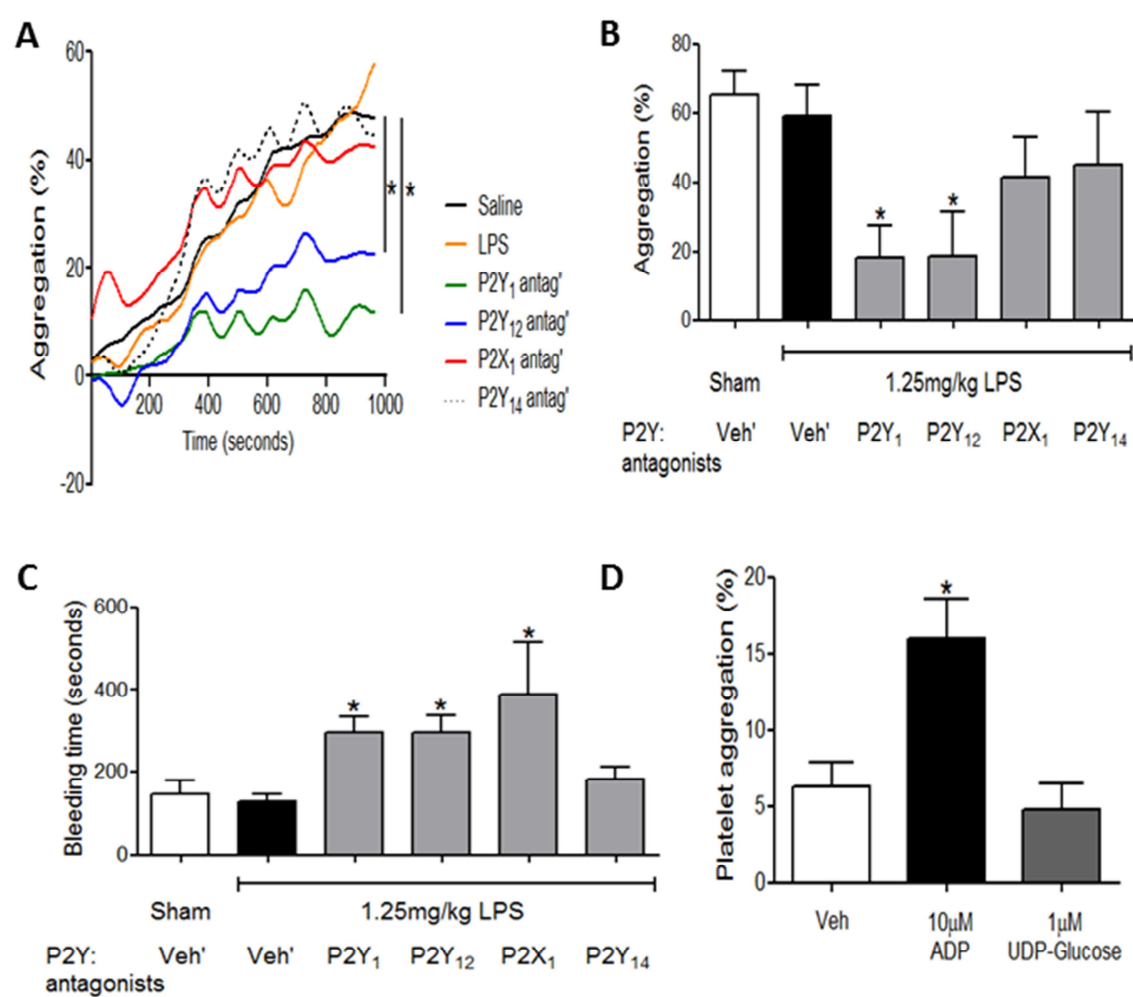 A
60
40
20
0
-20
Aggregation (%)
200 400 600 800 1000
Time (seconds)
Saline
LPS
P2Y₁ antag'
P2Y₁₂ antag'
P2X₁ antag'
P2Y₁₄ antag'
* *
B
80
60
40
20
0
Aggregation (%)
* *
Sham 1.25mg/kg LPS
P2Y: Veh' Veh' P2Y₁ P2Y₁₂ P2X₁ P2Y₁₄
antagonists
C
600
400
200
0
Bleeding time (seconds)
* * *
Sham 1.25mg/kg LPS
P2Y: Veh' Veh' P2Y₁ P2Y₁₂ P2X₁ P2Y₁₄
antagonists
D
20
15
10
5
0
Platelet aggregation (%)
*
Veh 10µM 1µM
ADP UDP-Glucose